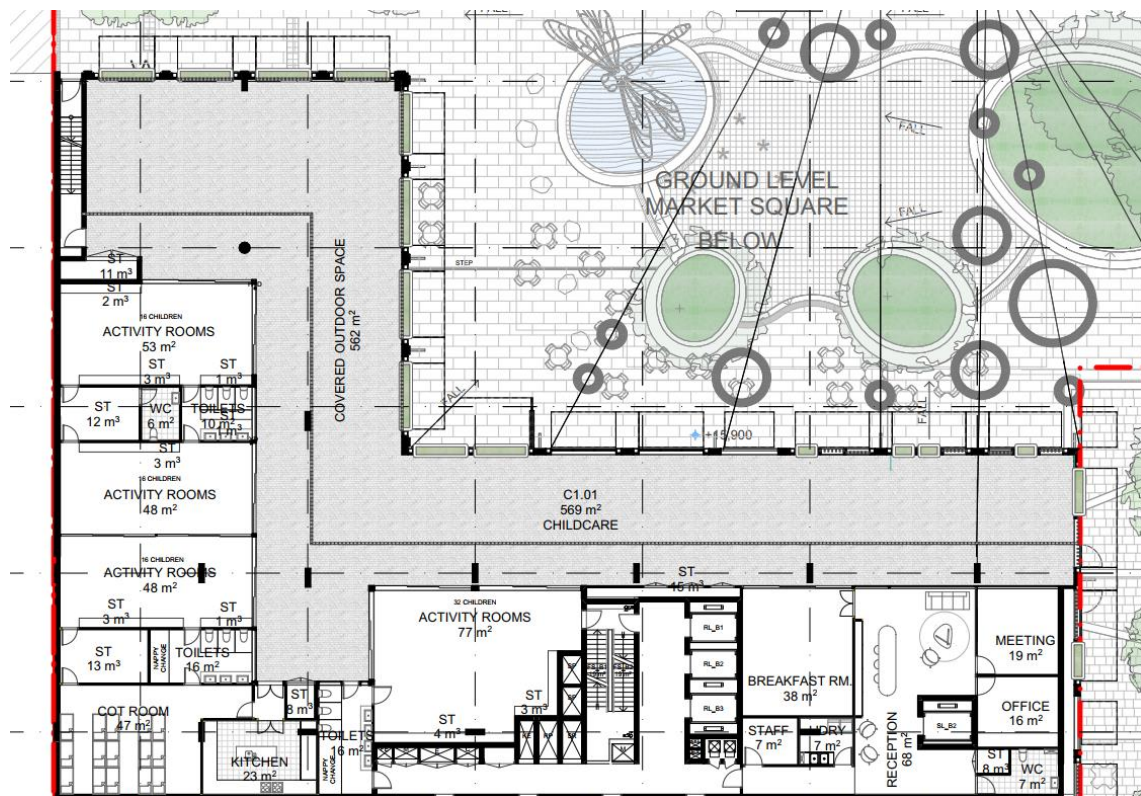 FALL
FALL
GROUND LEVEL
MARKET SQUARE
BELOW
FALL
FALL
STEP
ST
11 m³
ST
2 m³
16 CHILDREN
ACTIVITY ROOMS
53 m²
ST
3 m³
ST
1 m³
ST
12 m³
WC
6 m²
TOILETS
10 m²
ST
1 m³
COVERED OUTDOOR SPACE
562 m²
FALL
FALL
+15,900
ST
3 m³
16 CHILDREN
ACTIVITY ROOMS
48 m²
C1.01
569 m²
CHILDCARE
16 CHILDREN
ACTIVITY ROOMS
48 m²
ST
3 m³
ST
1 m³
ST
15 m³
32 CHILDREN
ACTIVITY ROOMS
77 m²
RL_B1
RL_B2
RL_B3
ST
13 m³
NAPPY
CHANGE
TOILETS
16 m²
MEETING
19 m²
BREAKFAST RM.
38 m²
COT ROOM
47 m²
ST
8 m³
ST
3 m³
ST
4 m³
TOILETS
16 m²
NAPPY
CHANGE
KITCHEN
23 m²
STAFF
7 m²
L'DRY
7 m²
RECEPTION
68 m²
SL_B2
OFFICE
16 m²
ST
8 m³
WC
7 m²